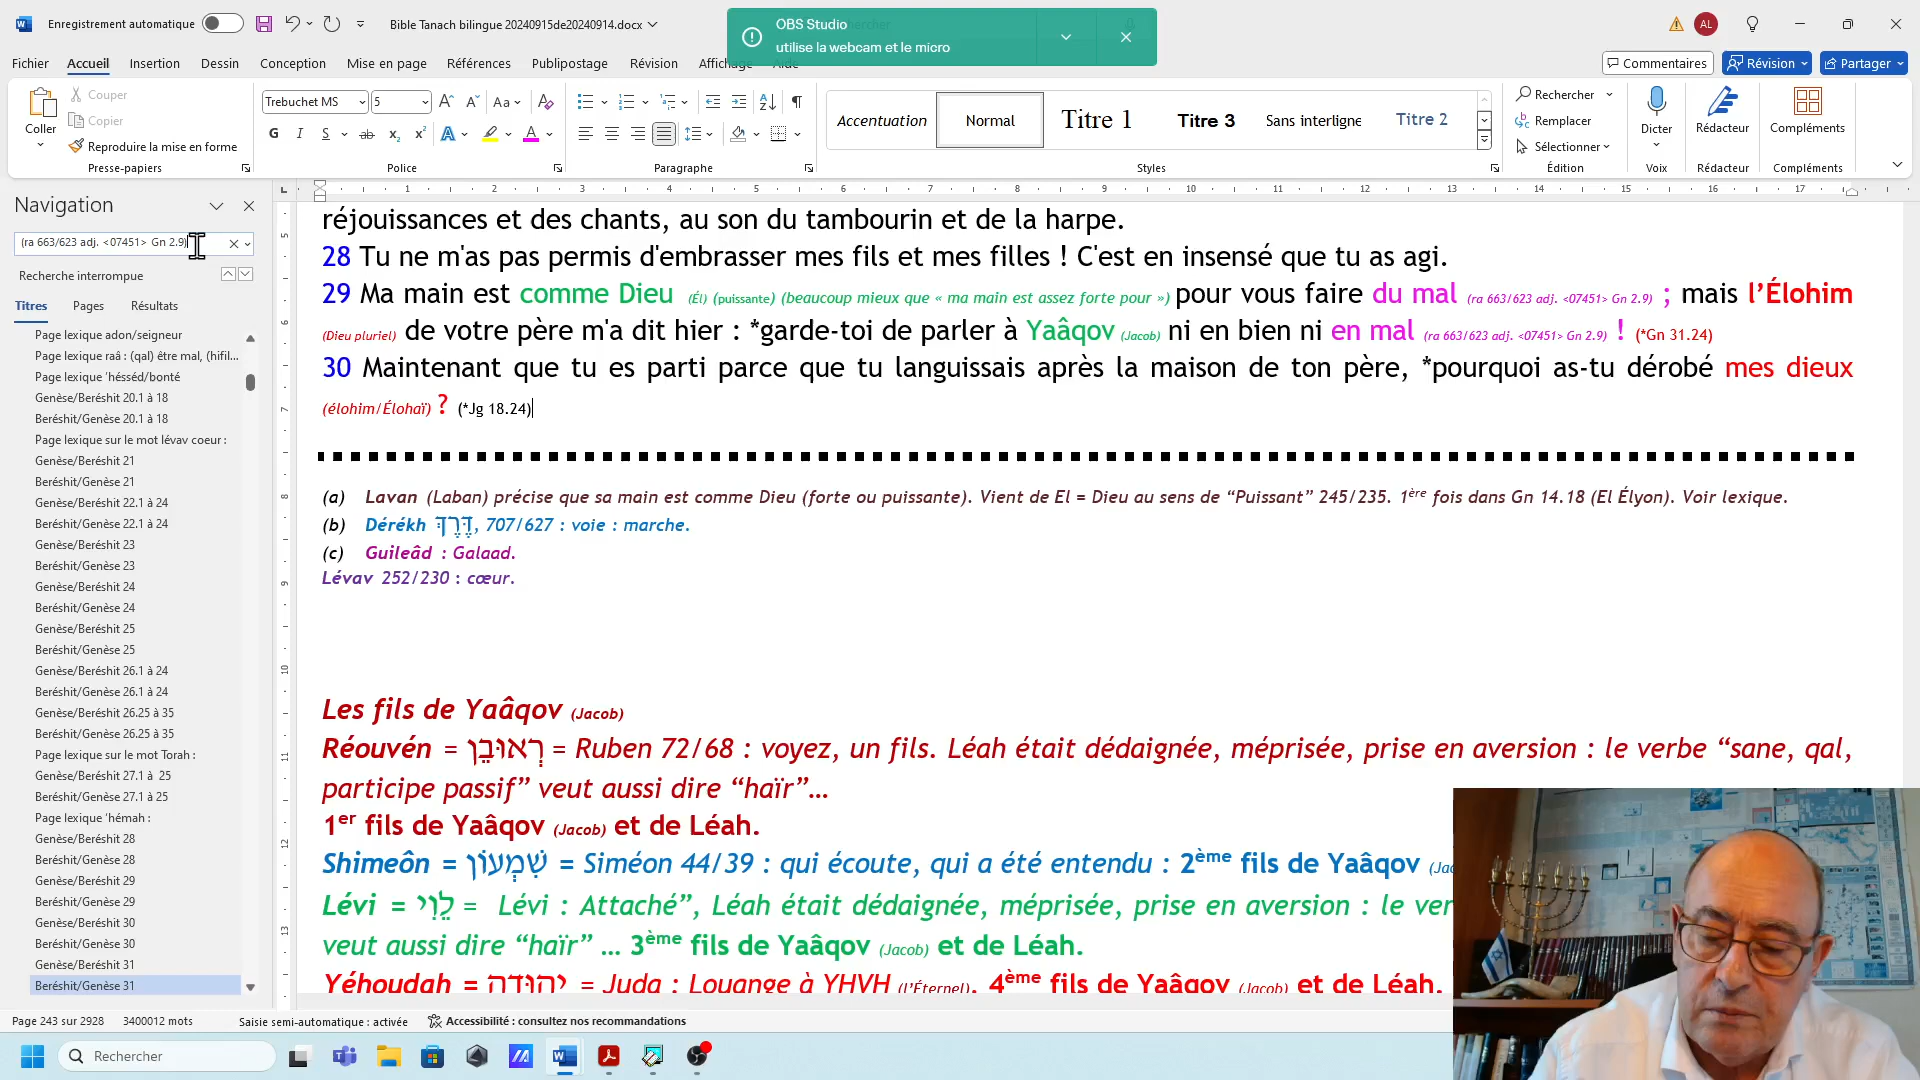 Enregistrement automatique
Bible Tanach bilingue 20240915de20240914.docx
OBS Studio
utilise la webcam et le micro
AL
Fichier Accueil Insertion Dessin Conception Mise en page Références Publipostage Révision Affichage Aide
Commentaires Révision Partager
Coller
Couper
Copier
Reproduire la mise en forme
Presse-papiers
Trebuchet MS 5
Police
Paragraphe
Accentuation Normal Titre 1 Titre 3 Sans interligne Titre 2
Styles
Rechercher
Remplacer
Sélectionner
Édition
Dicter
Voix
Rédacteur
Rédacteur
Compléments
Compléments
Navigation
(ra 663/623 adj. <07451> Gn 2.9)
Recherche interrompue
Titres Pages Résultats
Page lexique adon/seigneur
Page lexique raâ : (qal) être mal, (hifil...
Page lexique 'hésséd/bonté
Genèse/Beréshit 20.1 à 18
Beréshit/Genèse 20.1 à 18
Page lexique sur le mot lévav coeur :
Genèse/Beréshit 21
Beréshit/Genèse 21
Genèse/Beréshit 22.1 à 24
Beréshit/Genèse 22.1 à 24
Genèse/Beréshit 23
Beréshit/Genèse 23
Genèse/Beréshit 24
Beréshit/Genèse 24
Genèse/Beréshit 25
Beréshit/Genèse 25
Genèse/Beréshit 26.1 à 24
Beréshit/Genèse 26.1 à 24
Genèse/Beréshit 26.25 à 35
Beréshit/Genèse 26.25 à 35
Page lexique sur le mot Torah :
Genèse/Beréshit 27.1 à 25
Beréshit/Genèse 27.1 à 25
Page lexique 'hémah :
Genèse/Beréshit 28
Beréshit/Genèse 28
Genèse/Beréshit 29
Beréshit/Genèse 29
Genèse/Beréshit 30
Beréshit/Genèse 30
Genèse/Beréshit 31
Beréshit/Genèse 31
réjouissances et des chants, au son du tambourin et de la harpe.
28 Tu ne m'as pas permis d'embrasser mes fils et mes filles ! C'est en insensé que tu as agi.
29 Ma main est comme Dieu (Él) (puissante) (beaucoup mieux que « ma main est assez forte pour ») pour vous faire du mal (ra 663/623 adj. <07451> Gn 2.9) ; mais l’Élohim
(Dieu pluriel) de votre père m'a dit hier : *garde-toi de parler à Yaâqov (Jacob) ni en bien ni en mal (ra 663/623 adj. <07451> Gn 2.9) ! (*Gn 31.24)
30 Maintenant que tu es parti parce que tu languissais après la maison de ton père, *pourquoi as-tu dérobé mes dieux
(élohim/Élohaï) ? (*Jg 18.24)
(a) Lavan (Laban) précise que sa main est comme Dieu (forte ou puissante). Vient de El = Dieu au sens de “Puissant” 245/235. 1ère fois dans Gn 14.18 (El Élyon). Voir lexique.
(b) Dérékh דֶּרֶךְ, 707/627 : voie : marche.
(c) Guileâd : Galaad.
Lévav 252/230 : cœur.
Les fils de Yaâqov (Jacob)
Réouvén = רְאוּבֵן = Ruben 72/68 : voyez, un fils. Léah était dédaignée, méprisée, prise en aversion : le verbe “sane, qal,
participe passif” veut aussi dire “haïr”…
1er fils de Yaâqov (Jacob) et de Léah.
Shimeôn = שִׁמְעוֹן = Siméon 44/39 : qui écoute, qui a été entendu : 2ème fils de Yaâqov
Lévi = לֵוִי = Lévi : Attaché”, Léah était dédaignée, méprisée, prise en aversion : le ver
veut aussi dire “haïr” … 3ème fils de Yaâqov (Jacob) et de Léah.
Yéhoudah = יהוּדה = Juda : Louange à YHVH (l’Éternel). 4ème fils de Yaâqov (Jacob) et de Léah.
Page 243 sur 2928 3400012 mots Saisie semi-automatique : activée Accessibilité : consultez nos recommandations
Rechercher